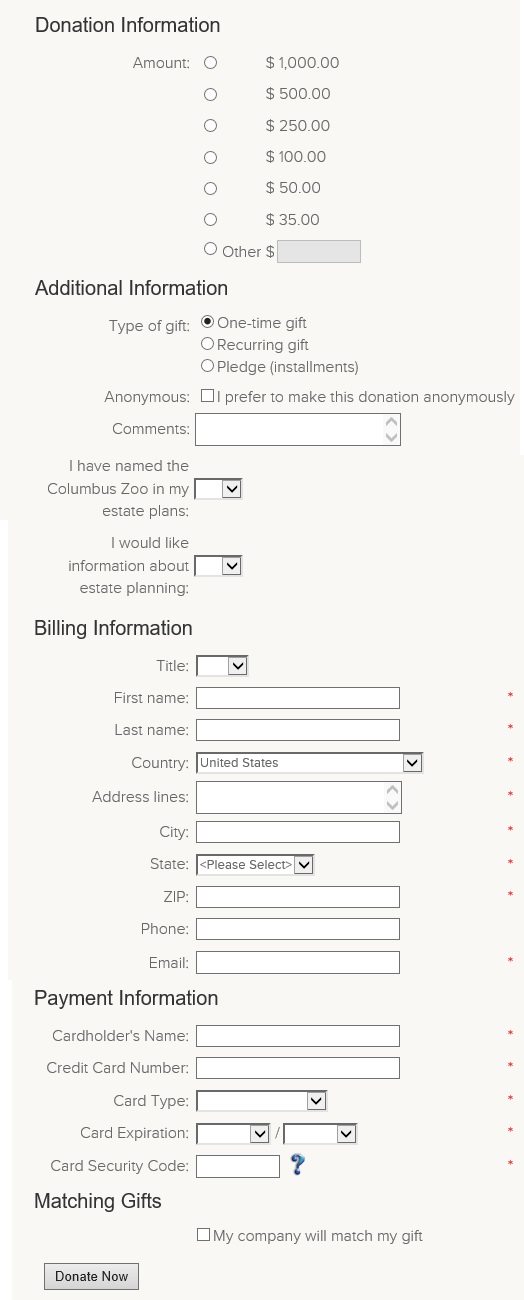 Donation Information
Amount: $ 1,000.00
$ 500.00
$ 250.00
$ 100.00
$ 50.00
$ 35.00
Other $
Additional Information
Type of gift: One-time gift
Recurring gift
Pledge (installments)
Anonymous: I prefer to make this donation anonymously
Comments:
I have named the
Columbus Zoo in my
estate plans:
I would like
information about
estate planning:
Billing Information
Title:
First name: *
Last name: *
Country: United States *
Address lines: *
City: *
State: <Please Select> *
ZIP: *
Phone:
Email: *
Payment Information
Cardholder's Name: *
Credit Card Number: *
Card Type: *
Card Expiration: / *
Card Security Code: ? *
Matching Gifts
My company will match my gift
Donate Now